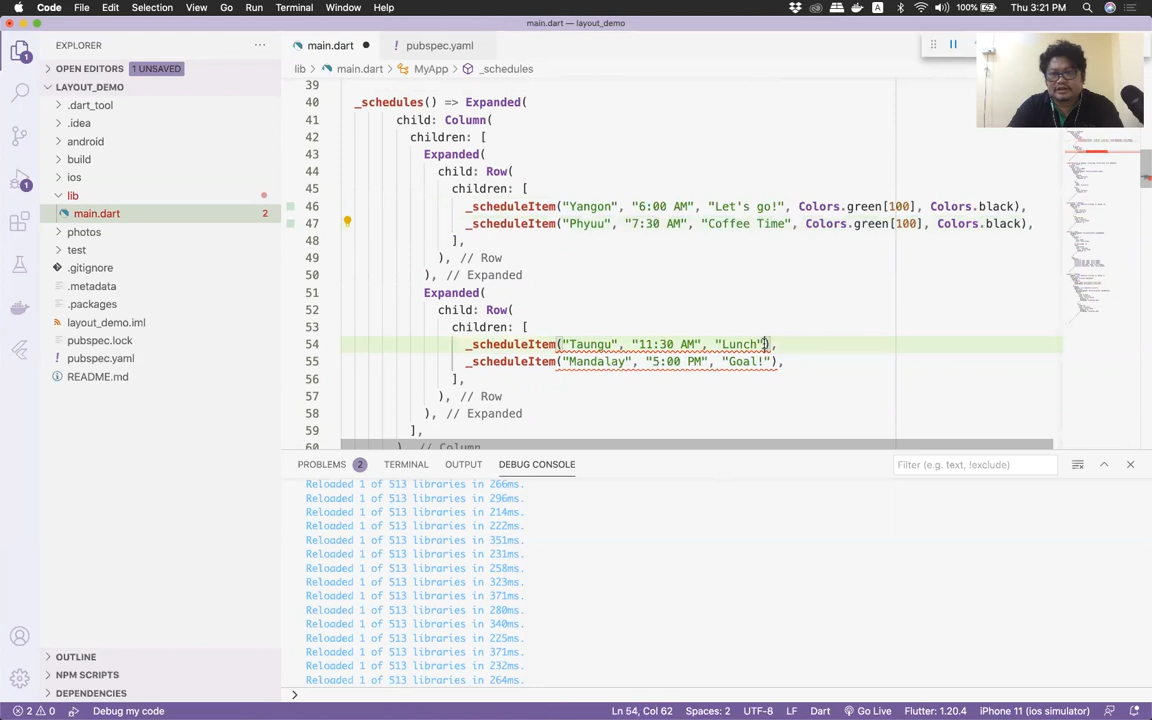 Code File Edit Selection View Go Run Terminal Window Help
A 100% Thu 3:21 PM
main.dart — layout_demo
EXPLORER
main.dart
pubspec.yaml
OPEN EDITORS 1 UNSAVED
lib main.dart MyApp _schedules
LAYOUT_DEMO
.dart_tool
.idea
android
build
ios
lib
main.dart 2
photos
test
.gitignore
.metadata
.packages
layout_demo.iml
pubspec.lock
pubspec.yaml
README.md
1
1
39
40 _schedules() => Expanded(
41 child: Column(
42 children: [
43 Expanded(
44 child: Row(
45 children: [
46 _scheduleItem("Yangon", "6:00 AM", "Let's go!", Colors.green[100], Colors.black),
47 _scheduleItem("Phyuu", "7:30 AM", "Coffee Time", Colors.green[100], Colors.black),
48 ],
49 ), // Row
50 ), // Expanded
51 Expanded(
52 child: Row(
53 children: [
54 _scheduleItem("Taungu", "11:30 AM", "Lunch"),
55 _scheduleItem("Mandalay", "5:00 PM", "Goal!"),
56 ],
57 ), // Row
58 ), // Expanded
59 ],
60 ), // Column
PROBLEMS 2 TERMINAL OUTPUT DEBUG CONSOLE
Filter (e.g. text, !exclude)
Reloaded 1 of 513 libraries in 266ms.
Reloaded 1 of 513 libraries in 296ms.
Reloaded 1 of 513 libraries in 214ms.
Reloaded 1 of 513 libraries in 222ms.
Reloaded 1 of 513 libraries in 351ms.
Reloaded 1 of 513 libraries in 231ms.
Reloaded 1 of 513 libraries in 258ms.
Reloaded 1 of 513 libraries in 323ms.
Reloaded 1 of 513 libraries in 371ms.
Reloaded 1 of 513 libraries in 280ms.
Reloaded 1 of 513 libraries in 340ms.
Reloaded 1 of 513 libraries in 225ms.
Reloaded 1 of 513 libraries in 371ms.
Reloaded 1 of 513 libraries in 232ms.
Reloaded 1 of 513 libraries in 264ms.
OUTLINE
NPM SCRIPTS
DEPENDENCIES
2 0 Debug my code
Ln 54, Col 62 Spaces: 2 UTF-8 LF Dart Go Live Flutter: 1.20.4 iPhone 11 (ios simulator)